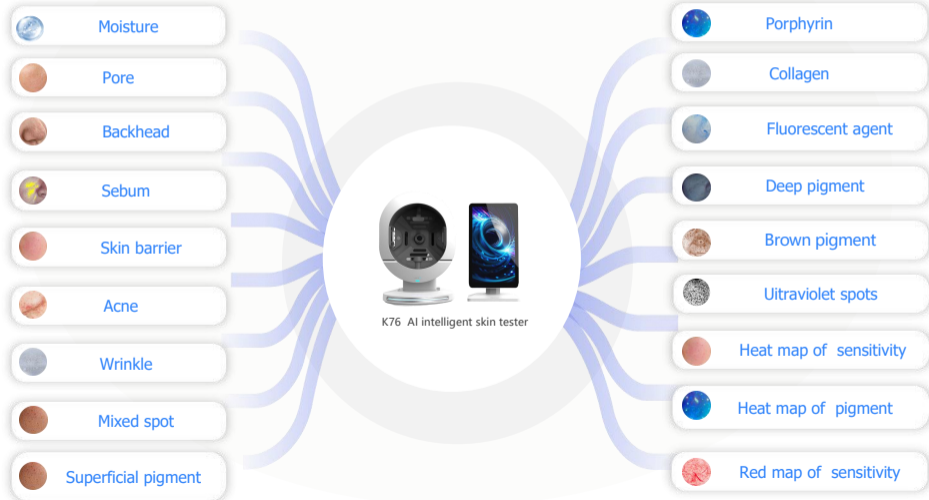 Moisture
Pore
Backhead
Sebum
Skin barrier
Acne
Wrinkle
Mixed spot
Superficial pigment
K76 AI intelligent skin tester
Porphyrin
Collagen
Fluorescent agent
Deep pigment
Brown pigment
Uitraviolet spots
Heat map of sensitivity
Heat map of pigment
Red map of sensitivity